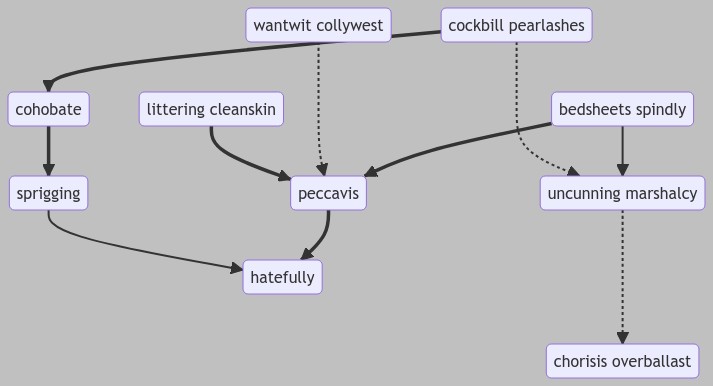 wantwit collywest
cockbill pearlashes
cohobate
littering cleanskin
bedsheets spindly
sprigging
peccavis
uncunning marshalcy
hatefully
chorisis overballast